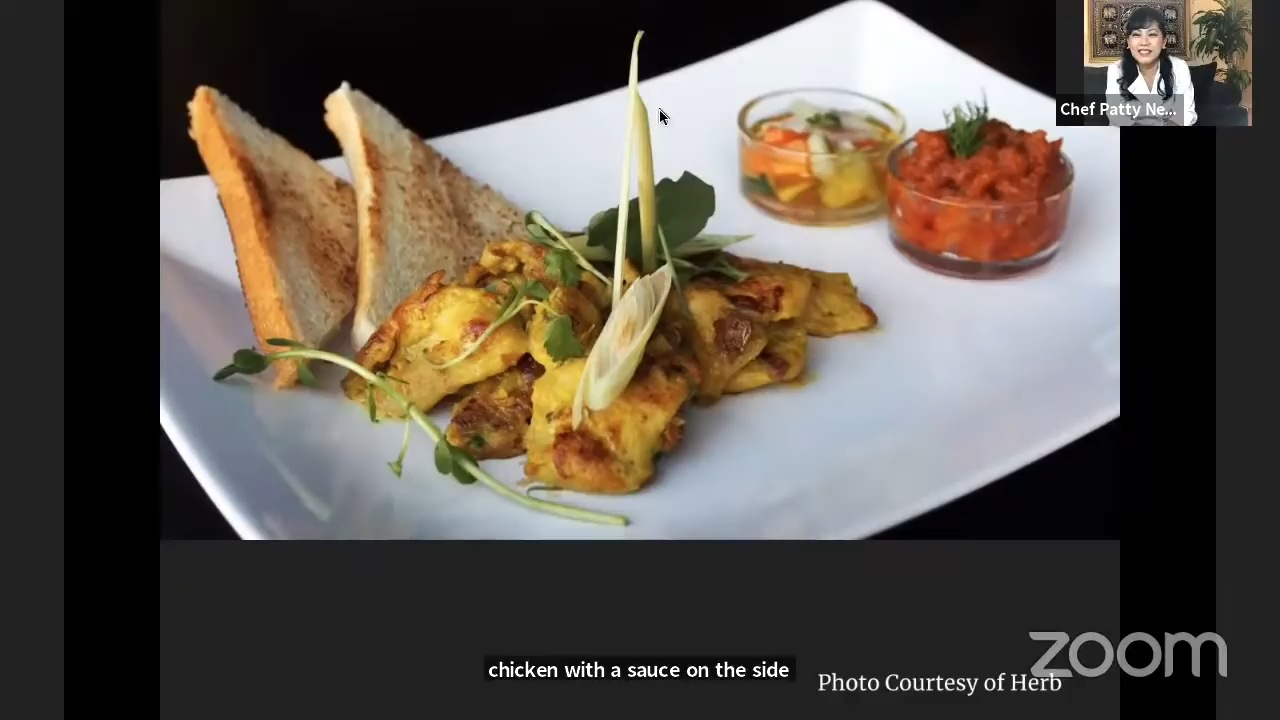 Chef Patty Ne...
chicken with a sauce on the side
zoom
Photo Courtesy of Herb